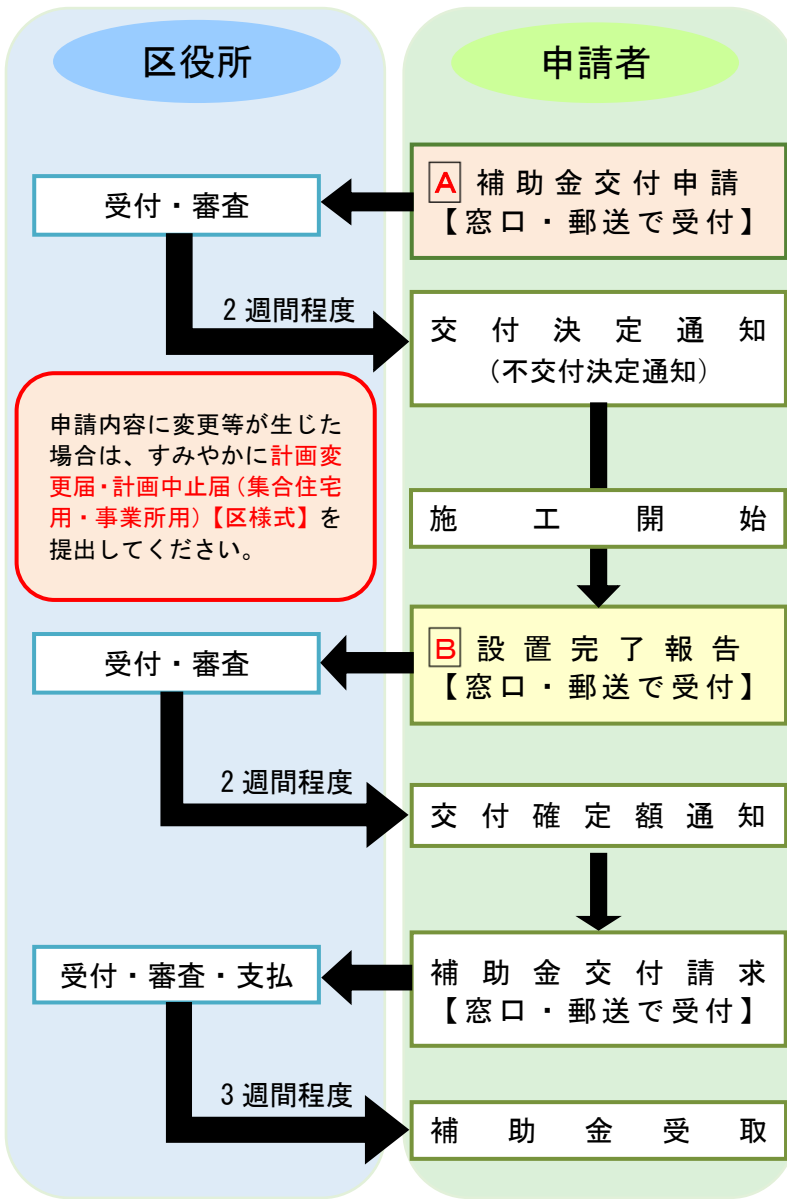 区役所
申請者
A 補助金交付申請
【窓口・郵送で受付】
受付・審査
2週間程度
交付決定通知
(不交付決定通知)
申請内容に変更等が生じた
場合は、すみやかに計画変
更届・計画中止届(集合住宅
用・事業所用)【区様式】を
提出してください。
施工開始
B 設置完了報告
【窓口・郵送で受付】
受付・審査
2週間程度
交付確定額通知
補助金交付請求
【窓口・郵送で受付】
受付・審査・支払
3週間程度
補助金受取